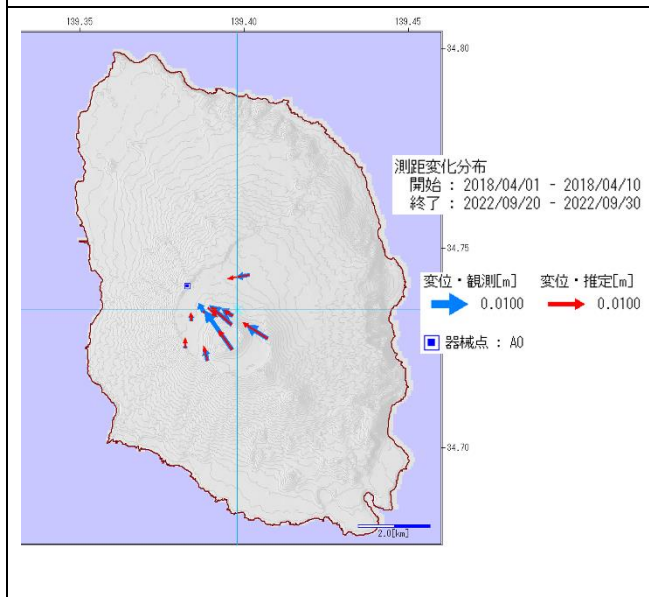 139.35
139.40
139.45
34.80
測距変化分布
開始 : 2018/04/01 - 2018/04/10
終了 : 2022/09/20 - 2022/09/30
34.75
変位・観測[m] 変位・推定[m]
0.0100 0.0100
器械点 : A0
34.70
2.0[km]